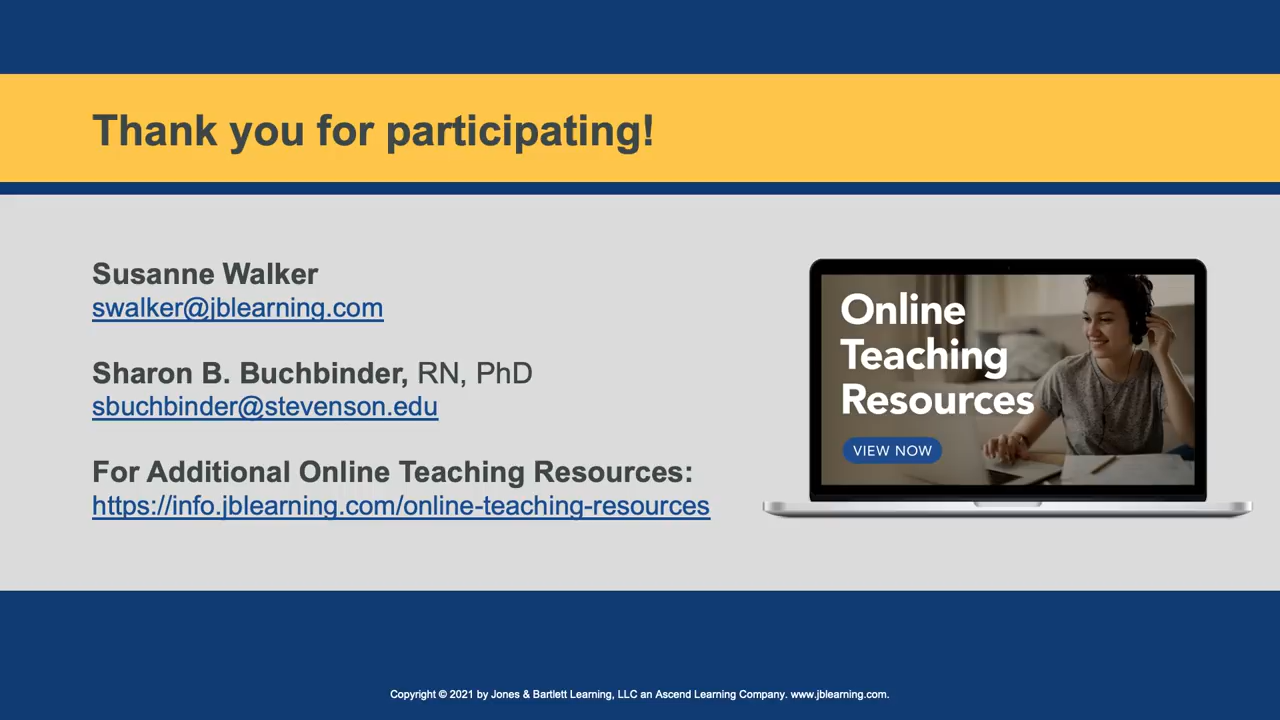 Thank you for participating!
Susanne Walker
swalker@jblearning.com
Sharon B. Buchbinder, RN, PhD
sbuchbinder@stevenson.edu
For Additional Online Teaching Resources:
https://info.jblearning.com/online-teaching-resources
Online
Teaching
Resources
VIEW NOW
Copyright © 2021 by Jones & Bartlett Learning, LLC an Ascend Learning Company. www.jblearning.com.